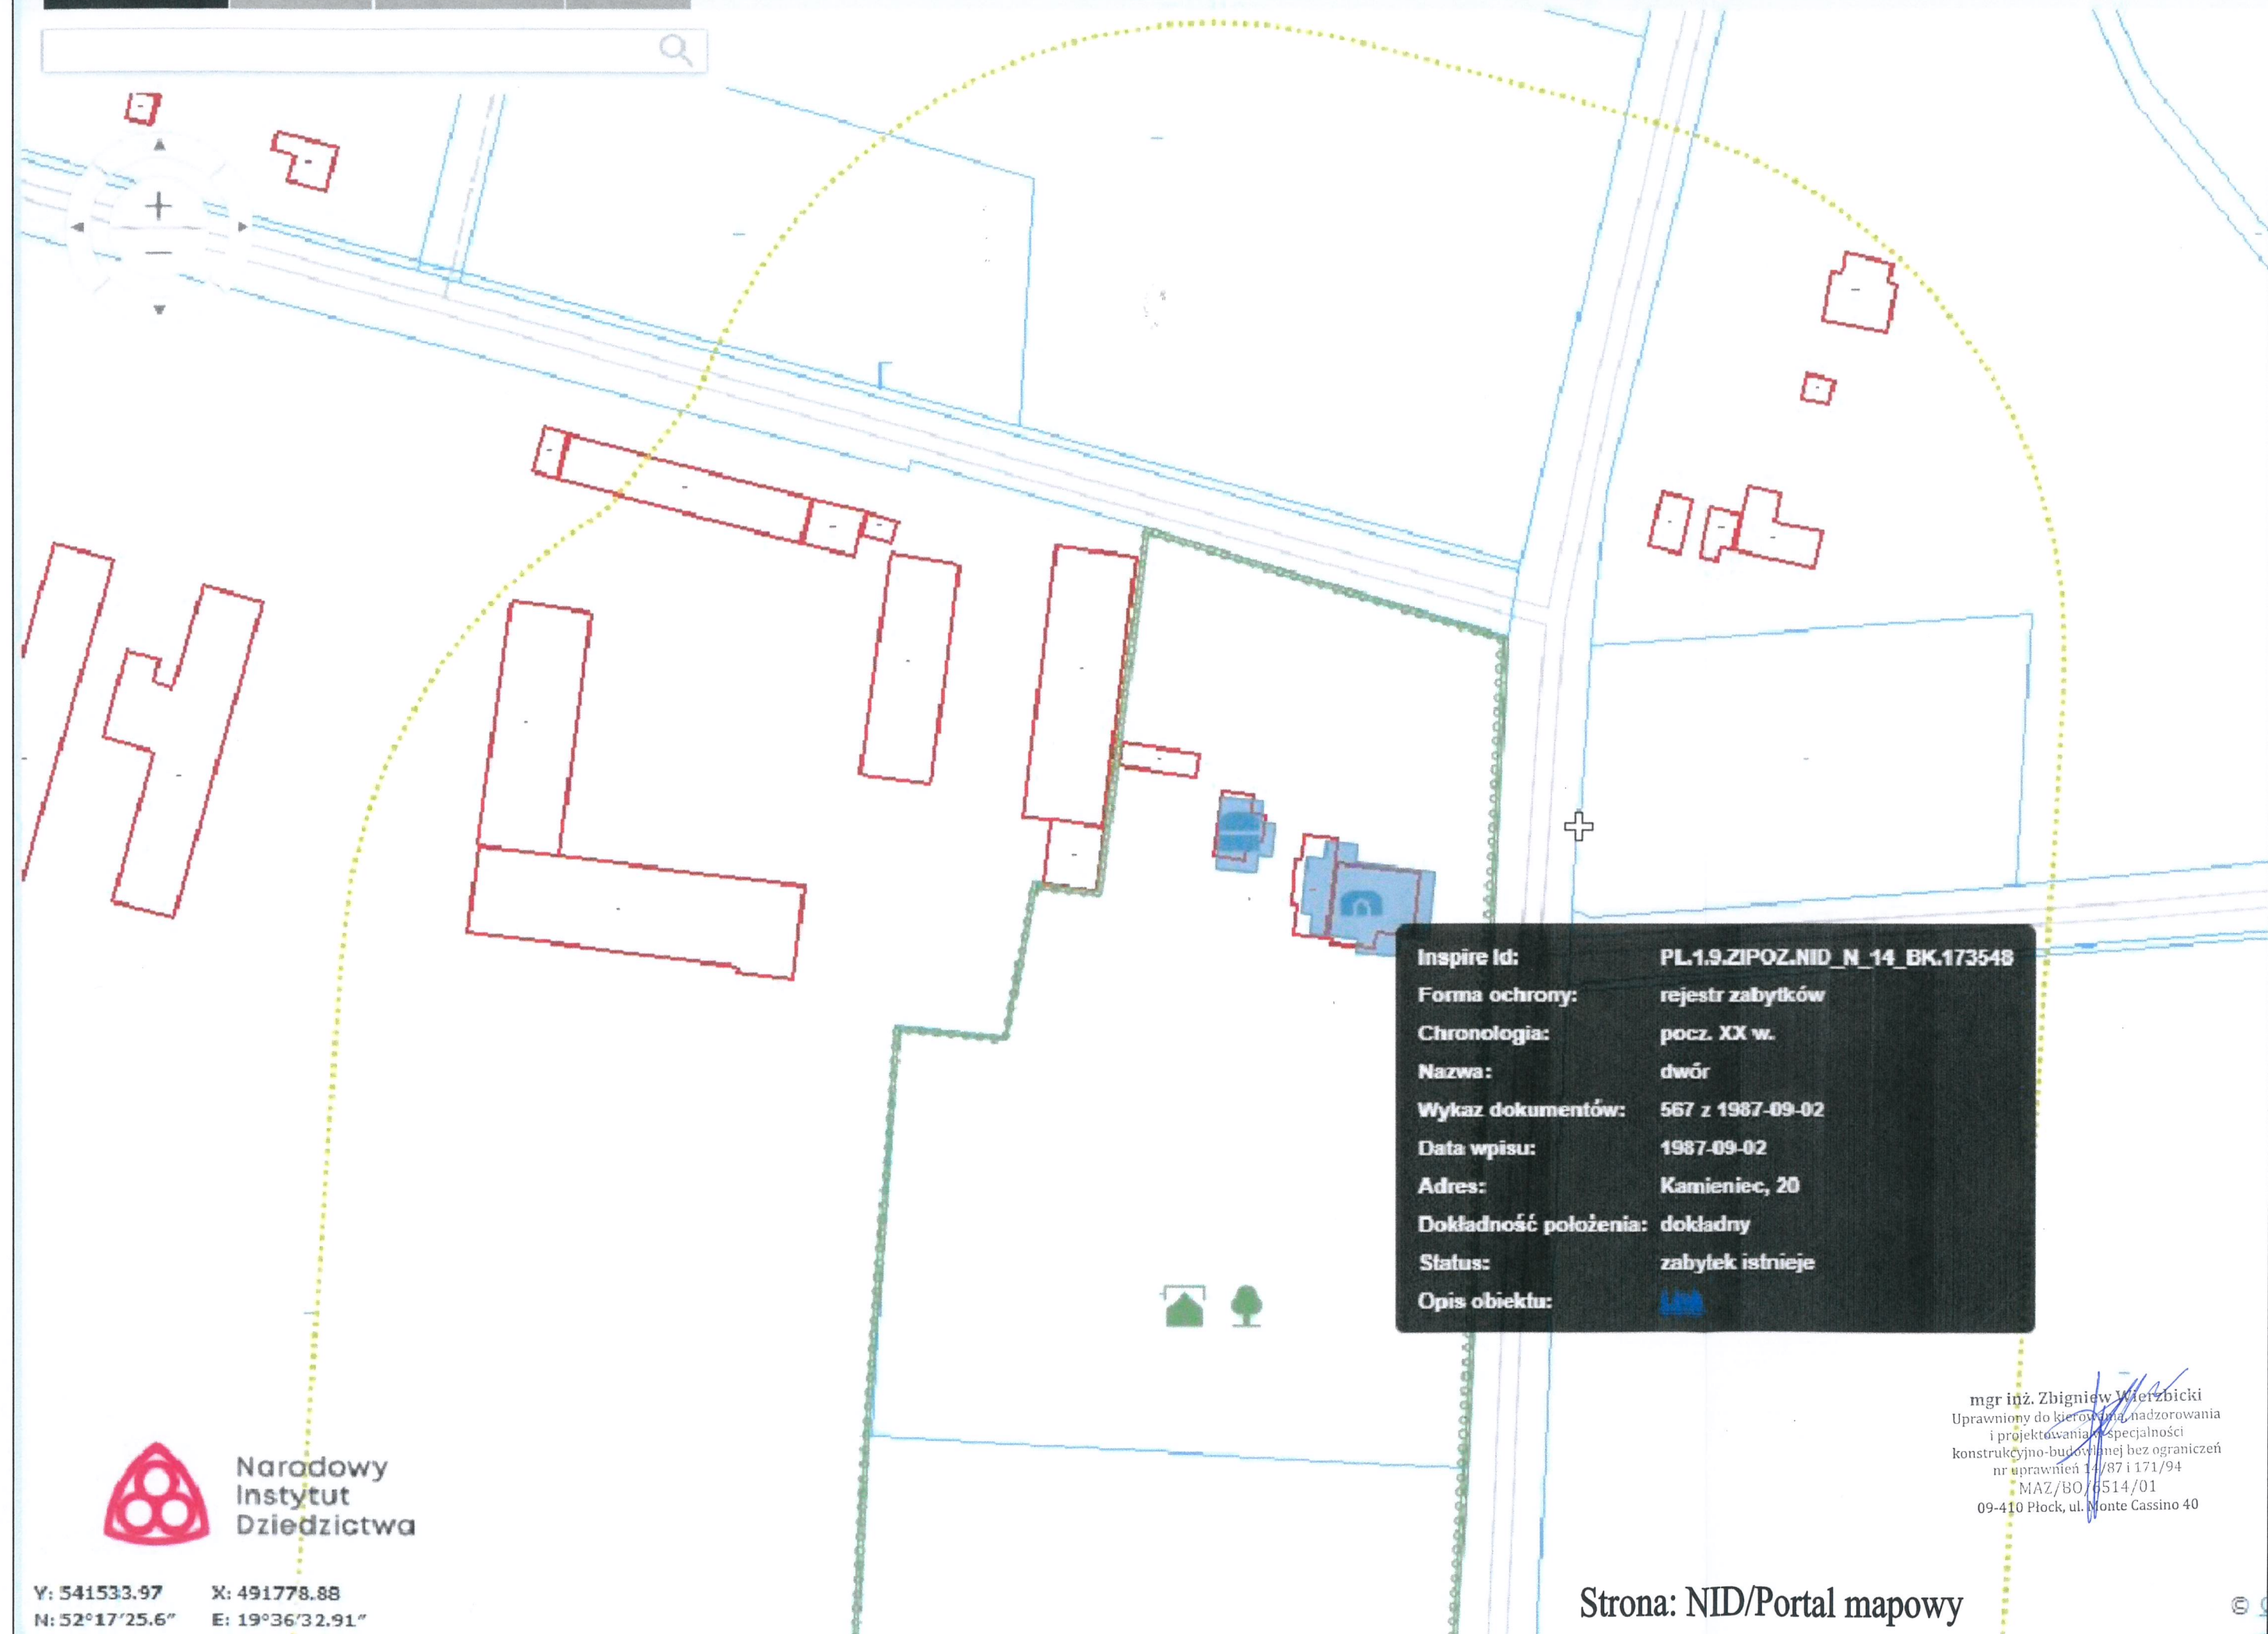 Inspire Id: PL.1.9.ZIPOZ.NID_N_14_BK.173548
Forma ochrony: rejestr zabytków
Chronologia: pocz. XX w.
Nazwa: dwór
Wykaz dokumentów: 567 z 1987-09-02
Data wpisu: 1987-09-02
Adres: Kamieniec, 20
Dokładność położenia: dokładny
Status: zabytek istnieje
Opis obiektu: Link
mgr inż. Zbigniew Wierzbicki
Uprawniony do kierowania, nadzorowania
i projektowania w specjalności
konstrukcyjno-budowlanej bez ograniczeń
nr uprawnień 14/87 i 171/94
MAZ/BO/6514/01
09-410 Płock, ul. Monte Cassino 40
Narodowy
Instytut
Dziedzictwa
Y: 541533.97 X: 491778.88
N: 52°17'25.6" E: 19°36'32.91"
Strona: NID/Portal mapowy
©